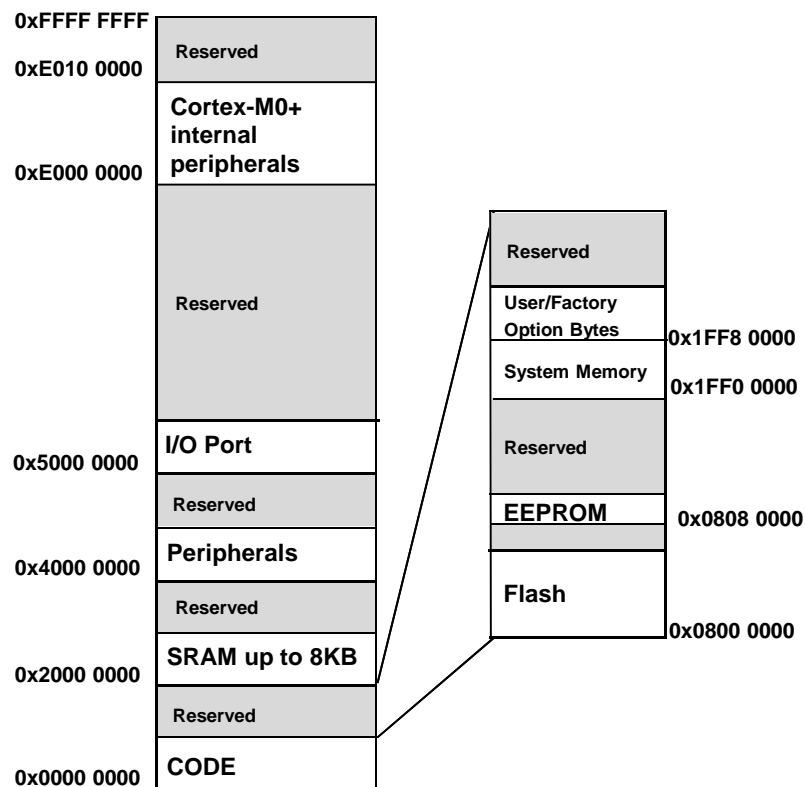 0xFFFF FFFF
Reserved
0xE010 0000
Cortex-M0+
internal
peripherals
0xE000 0000
Reserved
I/O Port
0x5000 0000
Reserved
Peripherals
0x4000 0000
Reserved
SRAM up to 8KB
0x2000 0000
Reserved
CODE
0x0000 0000
Reserved
User/Factory
Option Bytes
0x1FF8 0000
System Memory
0x1FF0 0000
Reserved
EEPROM
0x0808 0000
Flash
0x0800 0000